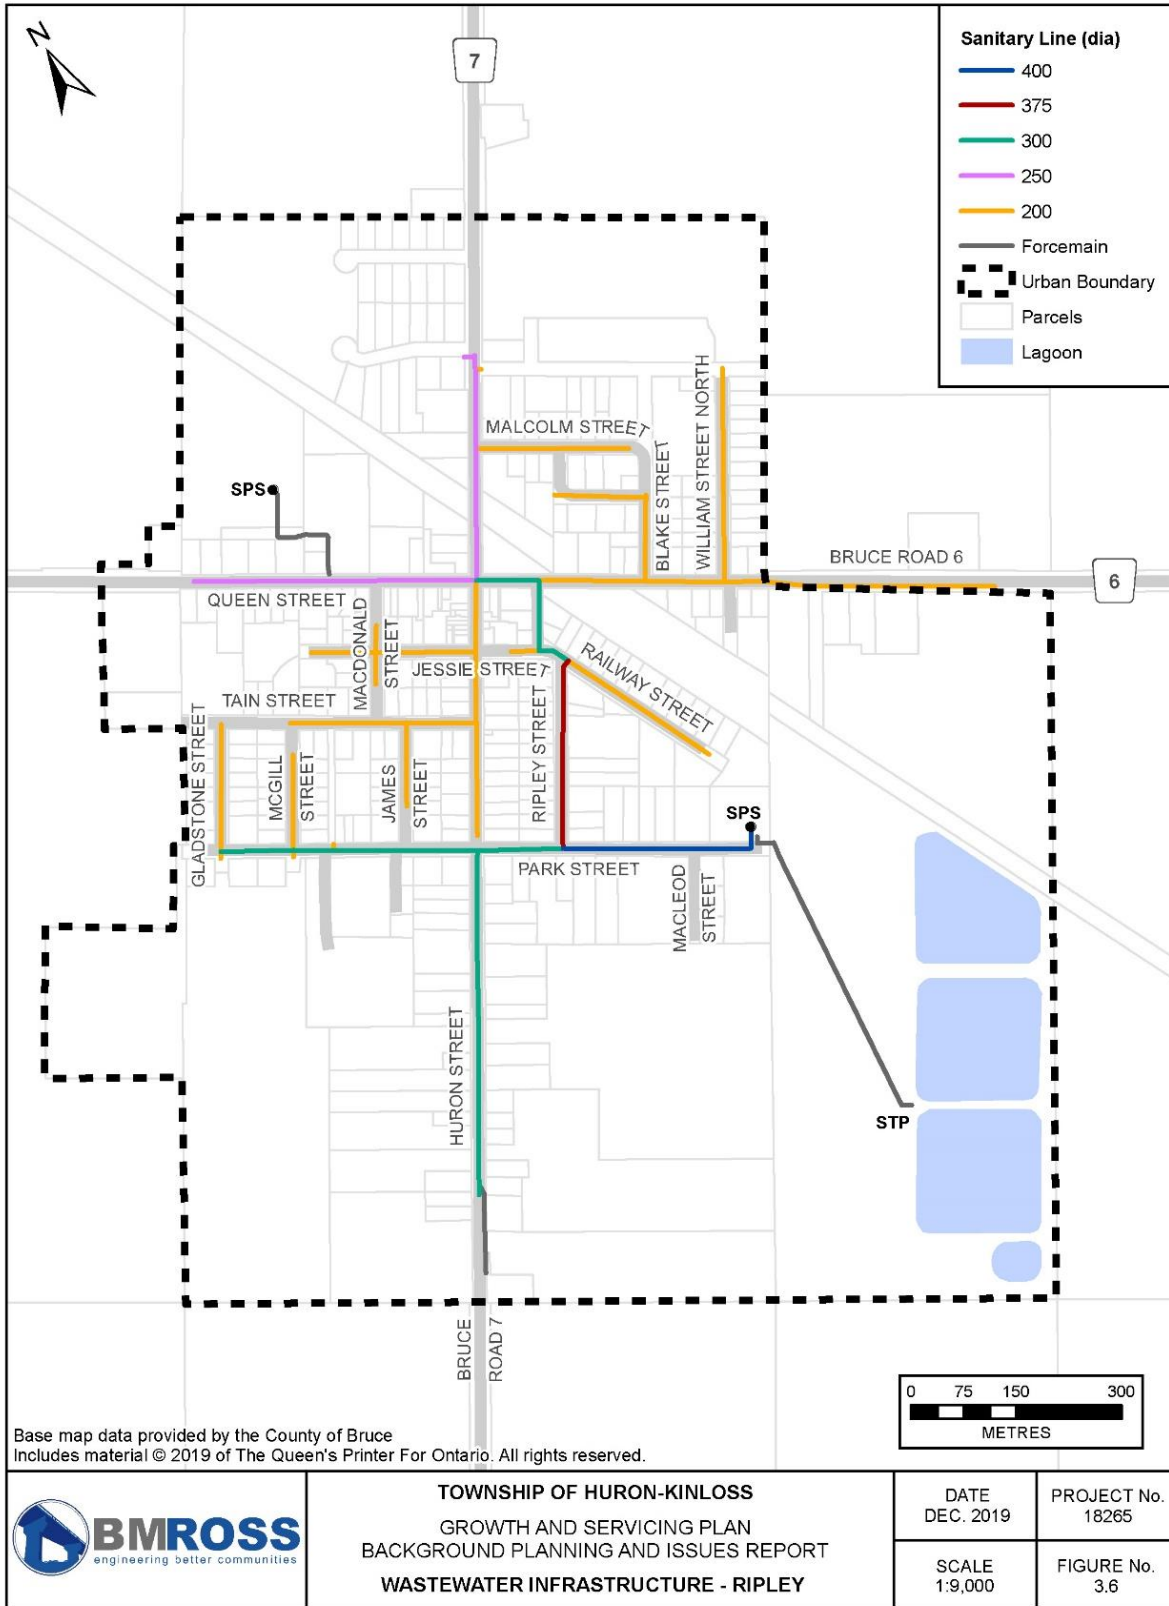 N
7
Sanitary Line (dia)
400
375
300
250
200
Forcemain
Urban Boundary
Parcels
Lagoon
MALCOLM STREET
BLAKE STREET
WILLIAM STREET NORTH
SPS
BRUCE ROAD 6
6
QUEEN STREET
MACDONALD
STREET
JESSIE STREET
RAILWAY STREET
TAIN STREET
RIPLEY STREET
GLADSTONE STREET
MCGILL
STREET
JAMES
STREET
SPS
PARK STREET
MACLEOD
STREET
HURON STREET
STP
BRUCE
ROAD 7
0 75 150 300
METRES
Base map data provided by the County of Bruce
Includes material © 2019 of The Queen's Printer For Ontario. All rights reserved.
BMROSS
engineering better communities
TOWNSHIP OF HURON-KINLOSS
GROWTH AND SERVICING PLAN
BACKGROUND PLANNING AND ISSUES REPORT
WASTEWATER INFRASTRUCTURE - RIPLEY
DATE
DEC. 2019
PROJECT No.
18265
SCALE
1:9,000
FIGURE No.
3.6